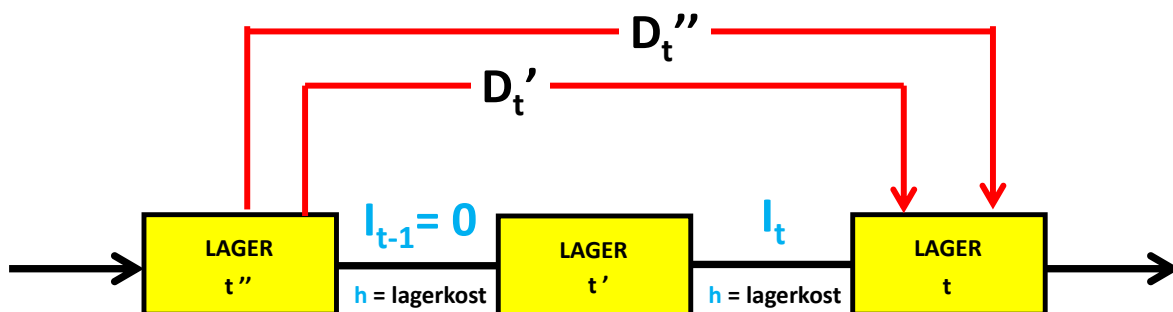 Dₜ’’
Dₜ’
Iₜ₋₁= 0
Iₜ
LAGER
t ’’
h = lagerkost
LAGER
t ’
h = lagerkost
LAGER
t